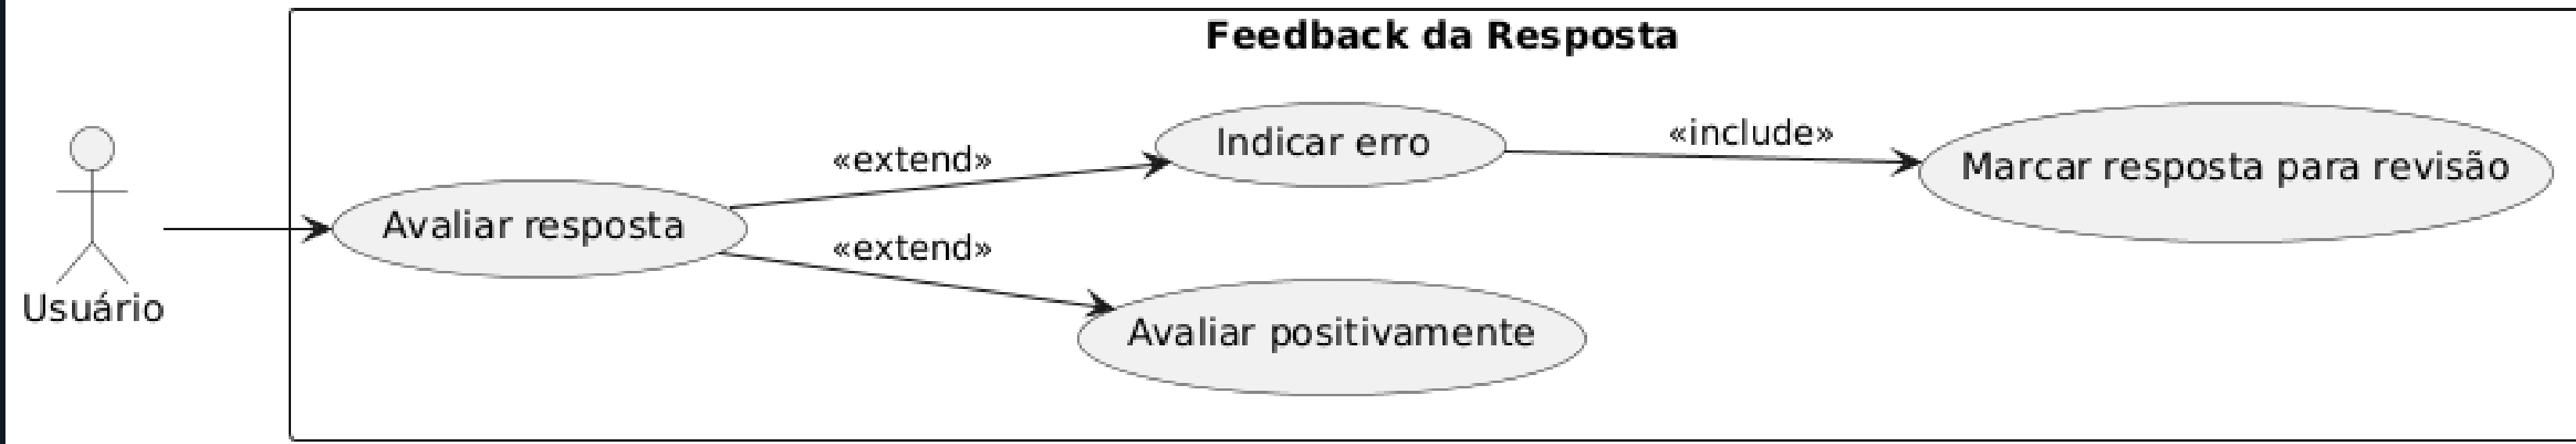 Feedback da Resposta
Usuário
Avaliar resposta
«extend»
«extend»
Indicar erro
Avaliar positivamente
«include»
Marcar resposta para revisão